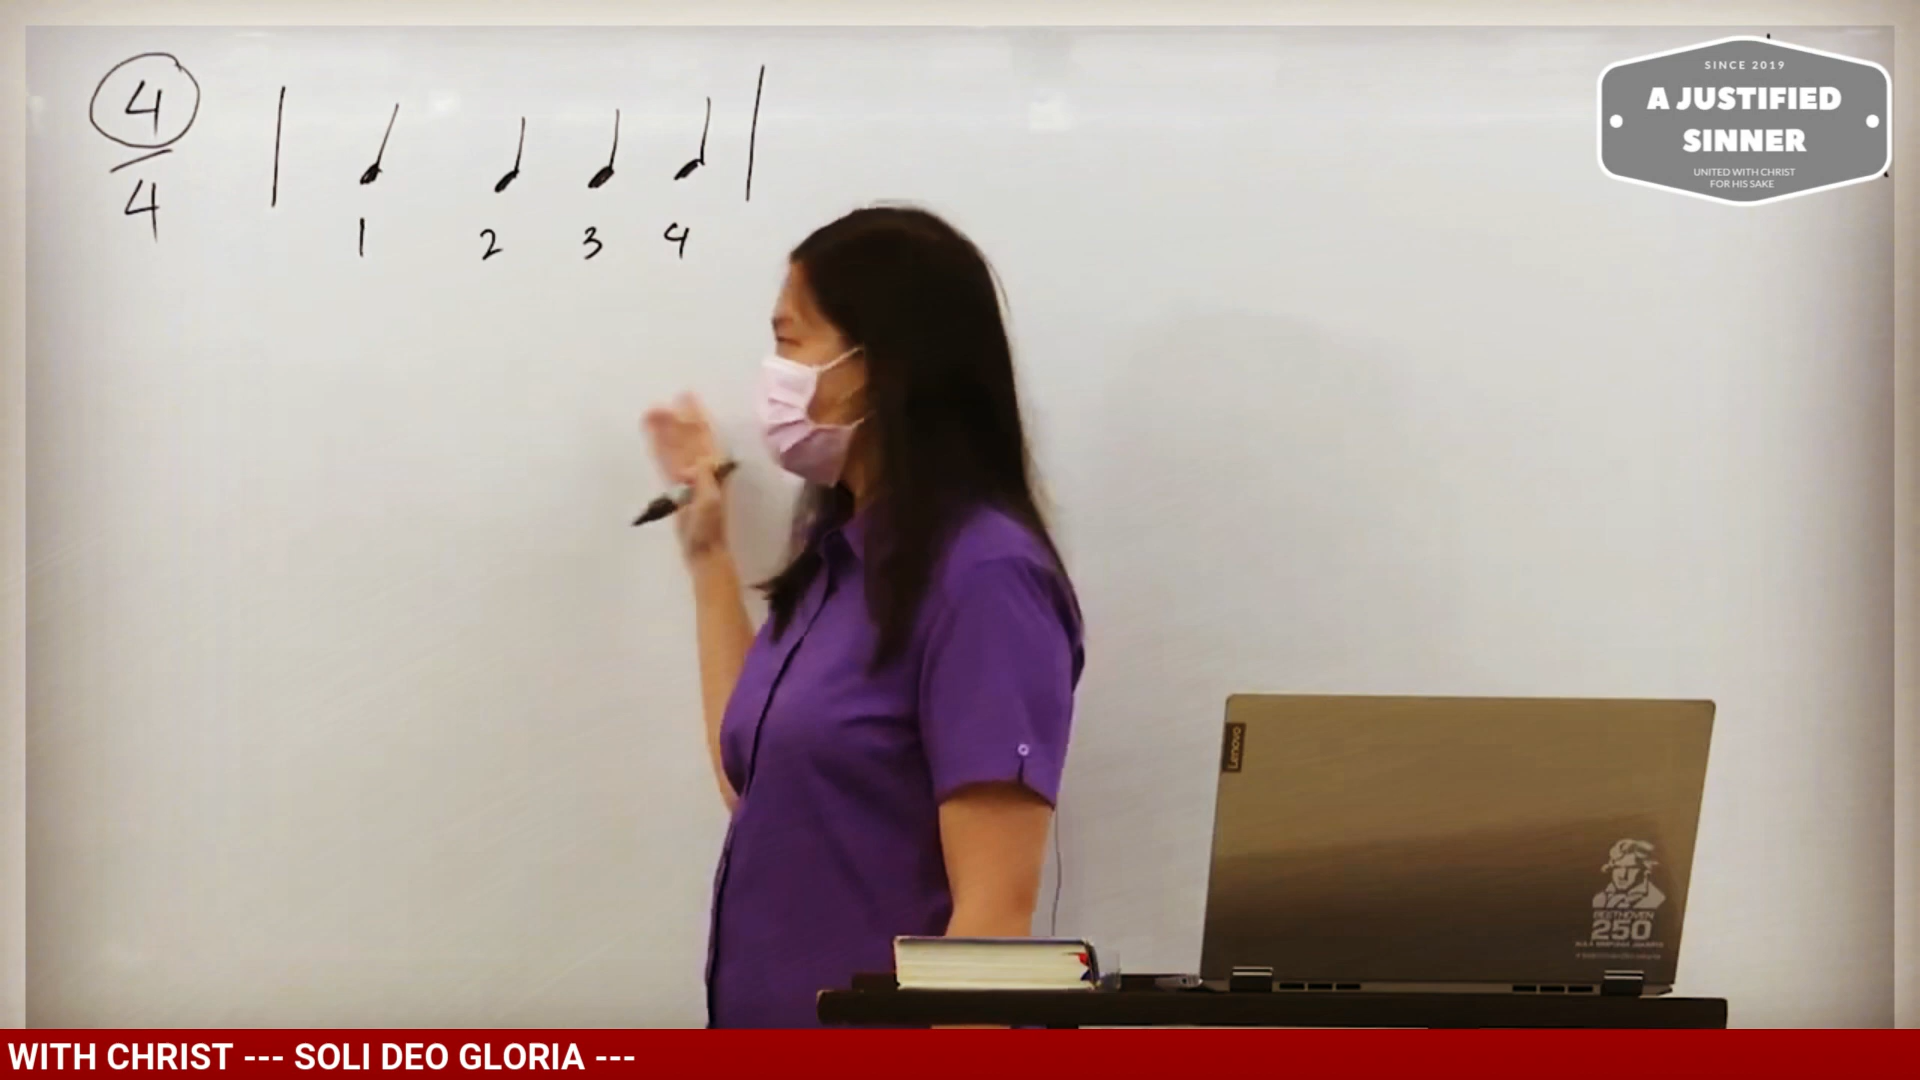 4
4
1 2 3 4
SINCE 2019
A JUSTIFIED
SINNER
UNITED WITH CHRIST
FOR HIS SAKE
Lenovo
BEETHOVEN
250
WITH CHRIST --- SOLI DEO GLORIA ---